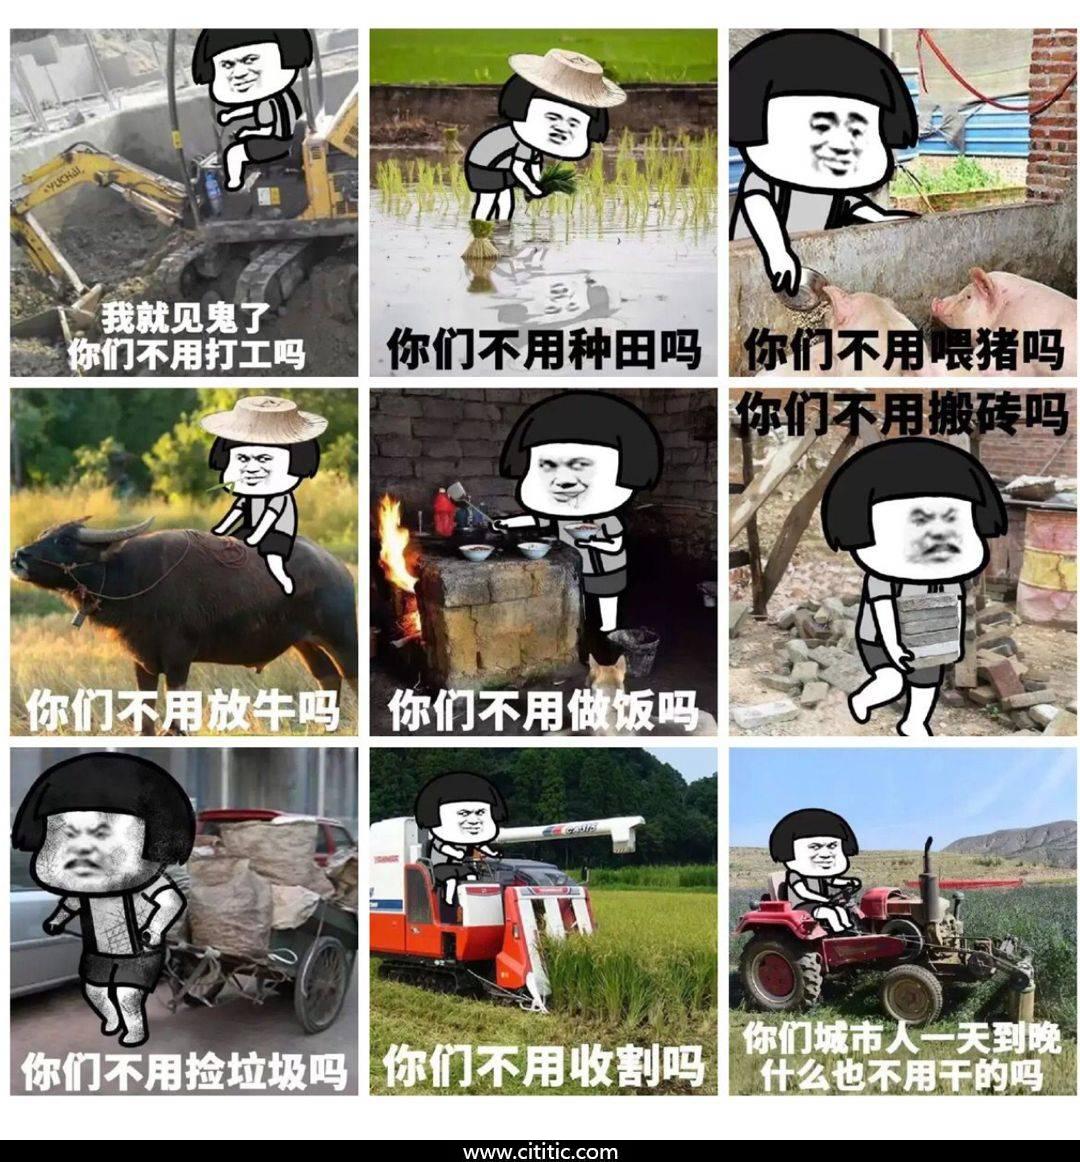 YUCHAI
我就见鬼了
你们不用打工吗
你们不用种田吗
你们不用喂猪吗
你们不用放牛吗
你们不用做饭吗
你们不用搬砖吗
你们不用捡垃圾吗
你们不用收割吗
你们城市人一天到晚
什么也不用干的吗
www.cititic.com